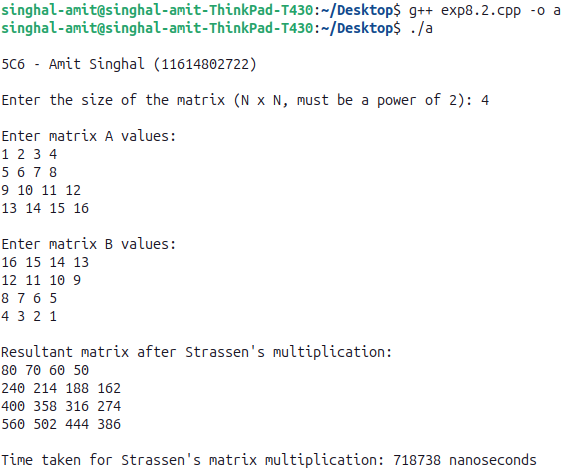 singhal-amit@singhal-amit-ThinkPad-T430:~/Desktop$ g++ exp8.2.cpp -o a
singhal-amit@singhal-amit-ThinkPad-T430:~/Desktop$ ./a
5C6 - Amit Singhal (11614802722)
Enter the size of the matrix (N x N, must be a power of 2): 4
Enter matrix A values:
1 2 3 4
5 6 7 8
9 10 11 12
13 14 15 16
Enter matrix B values:
16 15 14 13
12 11 10 9
8 7 6 5
4 3 2 1
Resultant matrix after Strassen's multiplication:
80 70 60 50
240 214 188 162
400 358 316 274
560 502 444 386
Time taken for Strassen's matrix multiplication: 718738 nanoseconds